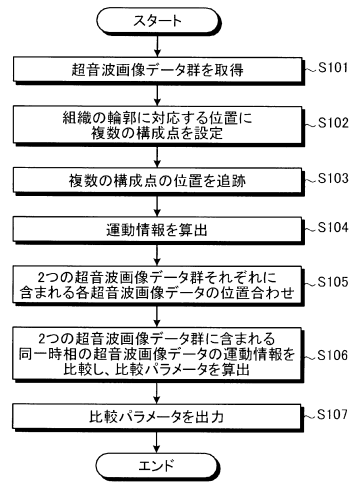 スタート
超音波画像データ群を取得
S101
組織の輪郭に対応する位置に
複数の構成点を設定
S102
複数の構成点の位置を追跡
S103
運動情報を算出
S104
2つの超音波画像データ群それぞれに
含まれる各超音波画像データの位置合わせ
S105
2つの超音波画像データ群に含まれる
同一時相の超音波画像データの運動情報を
比較し、比較パラメータを算出
S106
比較パラメータを出力
S107
エンド